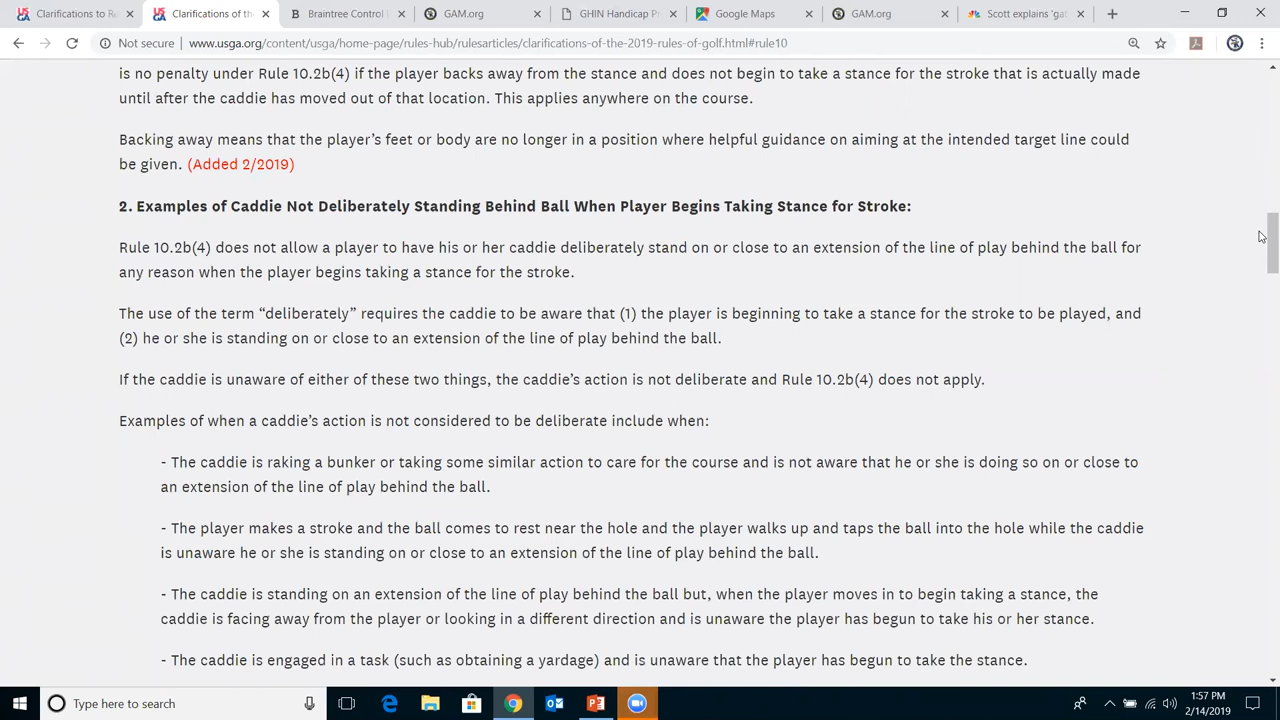 Clarifications to Re
Clarifications of the
Braintree Control
GAM.org
GHIN Handicap Pr
Google Maps
GAM.org
Scott explains 'gat
Not secure
www.usga.org/content/usga/home-page/rules-hub/rulesarticles/clarifications-of-the-2019-rules-of-golf.html#rule10
is no penalty under Rule 10.2b(4) if the player backs away from the stance and does not begin to take a stance for the stroke that is actually made
until after the caddie has moved out of that location. This applies anywhere on the course.
Backing away means that the player’s feet or body are no longer in a position where helpful guidance on aiming at the intended target line could
be given. (Added 2/2019)
2. Examples of Caddie Not Deliberately Standing Behind Ball When Player Begins Taking Stance for Stroke:
Rule 10.2b(4) does not allow a player to have his or her caddie deliberately stand on or close to an extension of the line of play behind the ball for
any reason when the player begins taking a stance for the stroke.
The use of the term “deliberately” requires the caddie to be aware that (1) the player is beginning to take a stance for the stroke to be played, and
(2) he or she is standing on or close to an extension of the line of play behind the ball.
If the caddie is unaware of either of these two things, the caddie’s action is not deliberate and Rule 10.2b(4) does not apply.
Examples of when a caddie’s action is not considered to be deliberate include when:
- The caddie is raking a bunker or taking some similar action to care for the course and is not aware that he or she is doing so on or close to
an extension of the line of play behind the ball.
- The player makes a stroke and the ball comes to rest near the hole and the player walks up and taps the ball into the hole while the caddie
is unaware he or she is standing on or close to an extension of the line of play behind the ball.
- The caddie is standing on an extension of the line of play behind the ball but, when the player moves in to begin taking a stance, the
caddie is facing away from the player or looking in a different direction and is unaware the player has begun to take his or her stance.
- The caddie is engaged in a task (such as obtaining a yardage) and is unaware that the player has begun to take the stance.
Type here to search
1:57 PM
2/14/2019